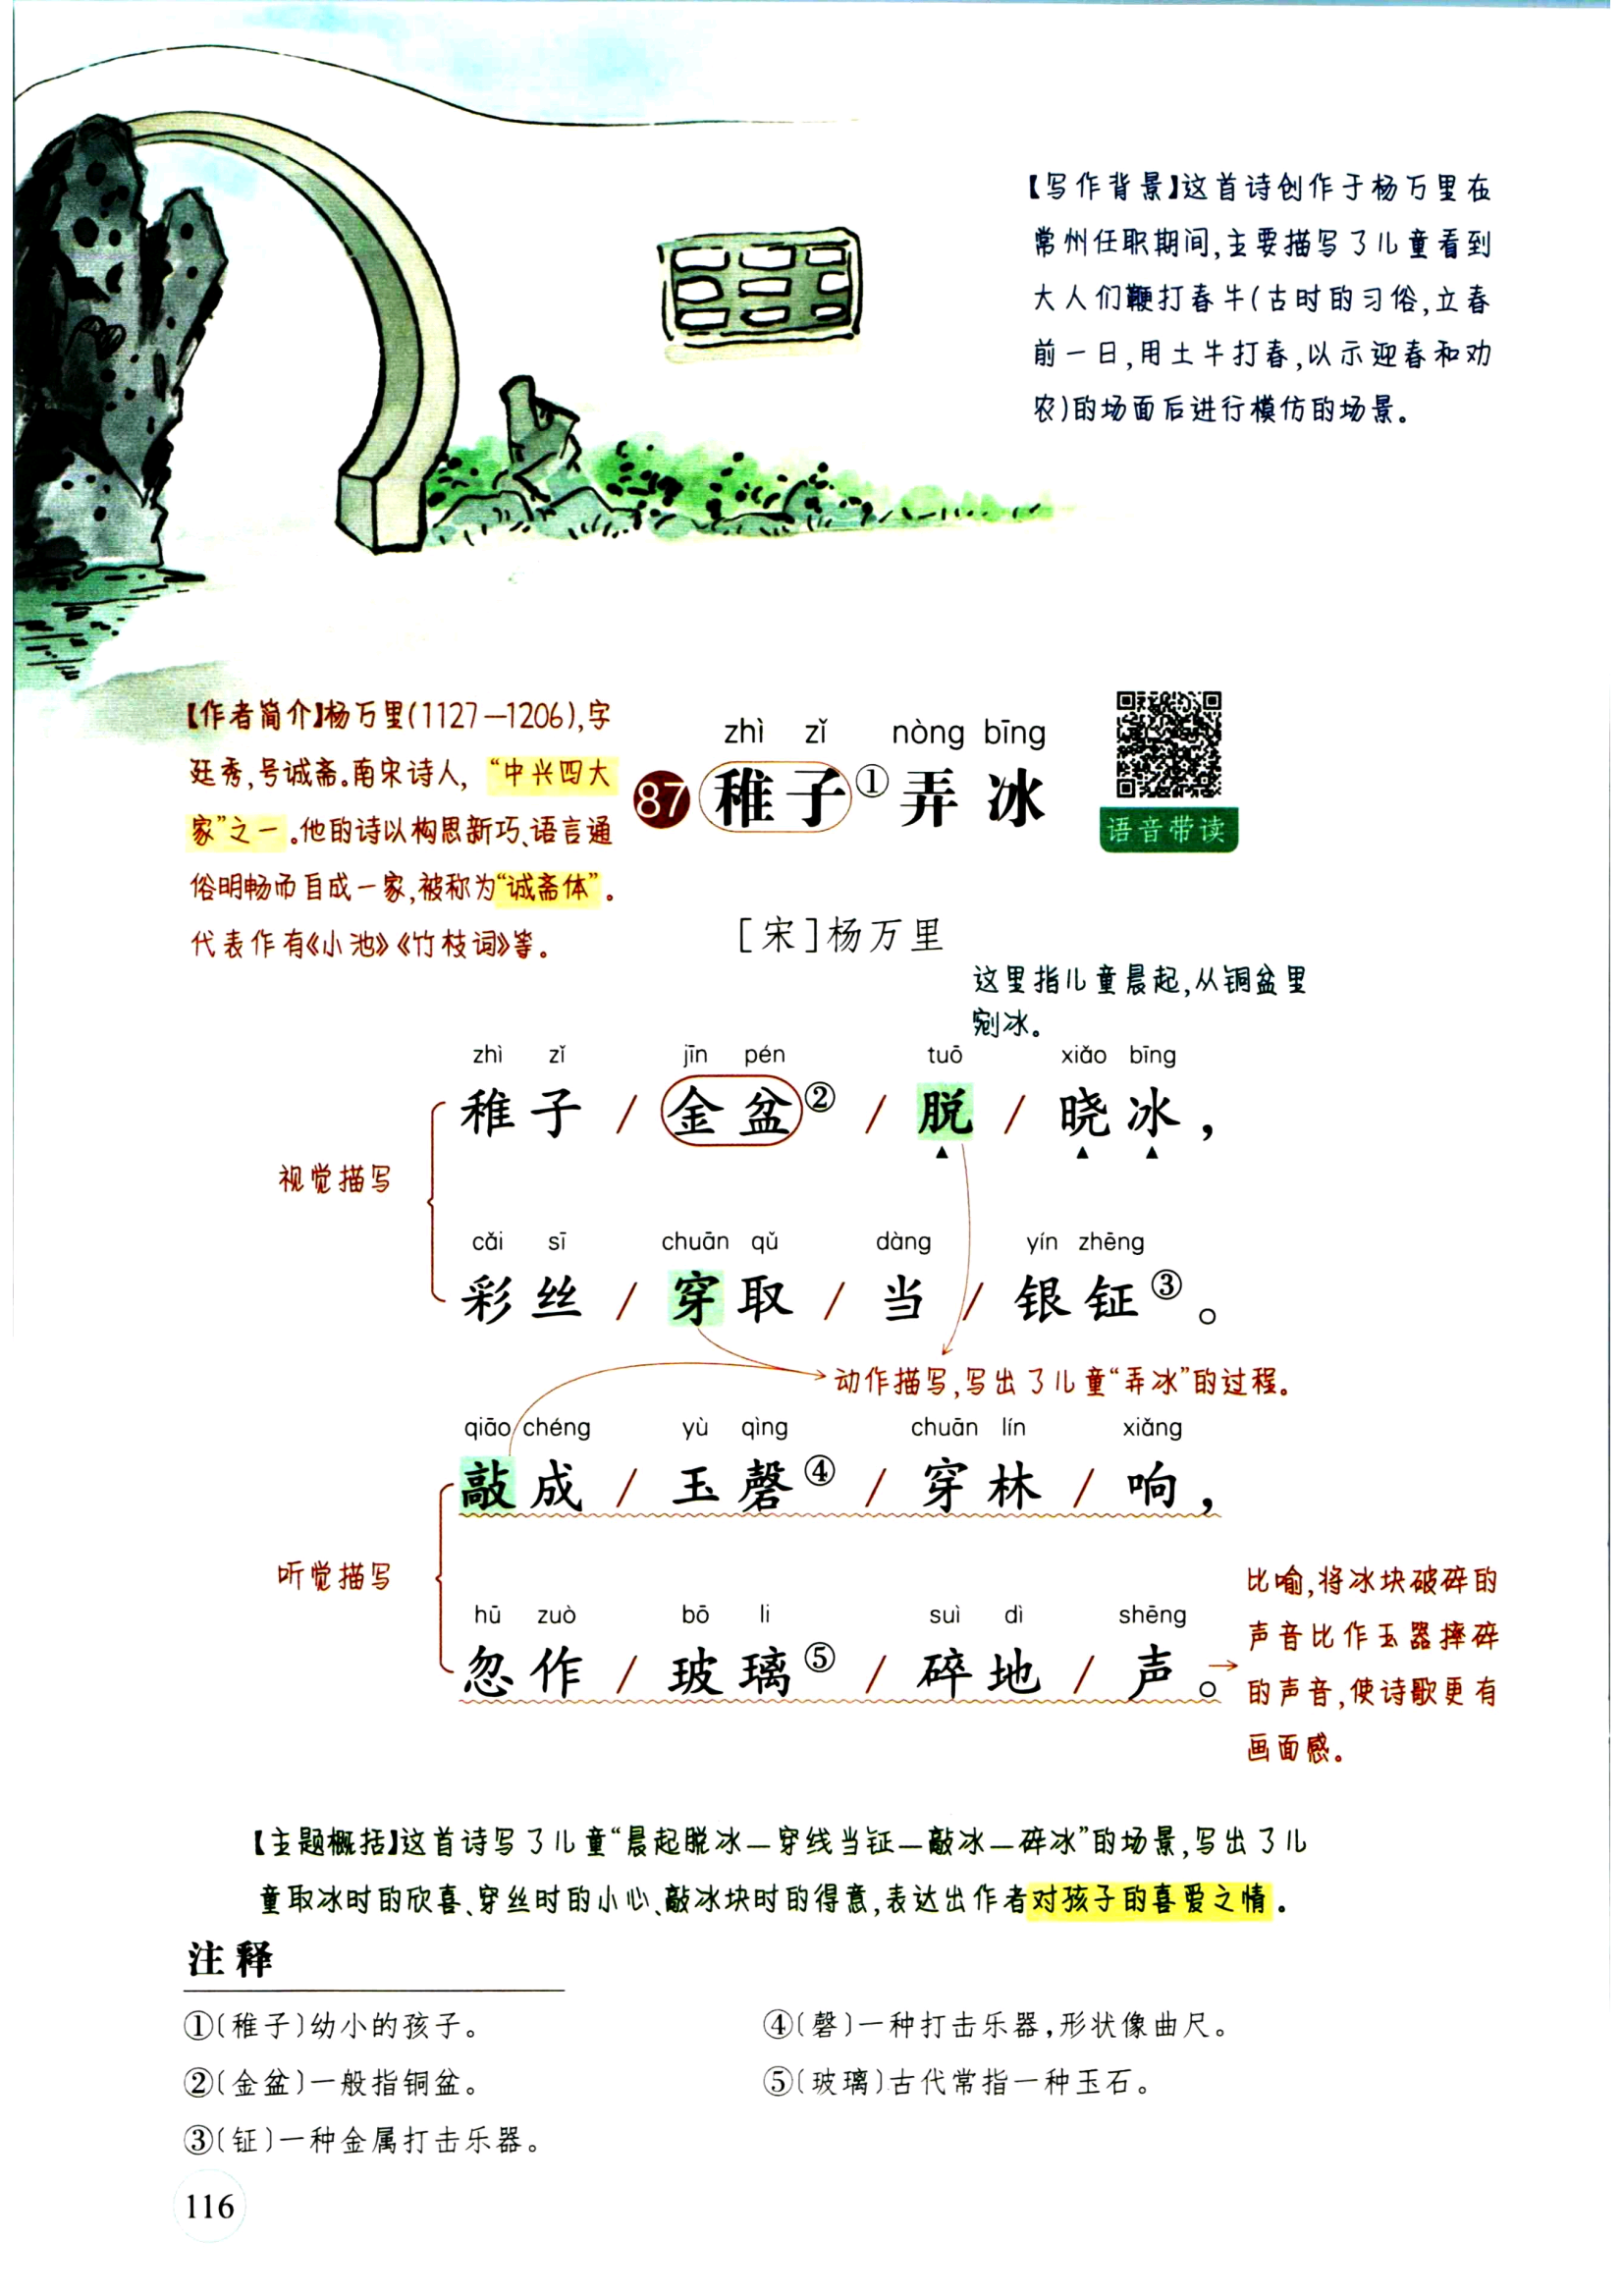 【写作背景】这首诗创作于杨万里在
常州任职期间,主要描写了儿童看到
大人们鞭打春牛(古时的习俗,立春
前一日,用土牛打春,以示迎春和劝
农)的场面后进行模仿的场景。
【作者简介】杨万里(1127—1206),字
廷秀,号诚斋。南宋诗人,“中兴四大
家”之一。他的诗以构思新巧、语言通
俗明畅而自成一家,被称为“诚斋体”。
代表作有《小池》《竹枝词》等。
zhì zǐ nòng bīng
87 稚子①弄冰
语音带读
[宋]杨万里
这里指儿童晨起,从铜盆里
剜冰。
zhì zǐ jīn pén tuō xiǎo bīng
稚子/金盆②/脱/晓冰,
视觉描写
cǎi sī chuān qǔ dàng yín zhēng
彩丝/穿取/当/银钲③。
动作描写,写出了儿童“弄冰”的过程。
qiāo chéng yù qìng chuān lín xiǎng
敲成/玉磬④/穿林/响,
听觉描写
hū zuò bō li suì dì shēng
忽作/玻璃⑤/碎地/声。
比喻,将冰块破碎的
声音比作玉器摔碎
的声音,使诗歌更有
画面感。
【主题概括】这首诗写了儿童“晨起脱冰—穿线当钲—敲冰—碎冰”的场景,写出了儿
童取冰时的欣喜、穿丝时的小心、敲冰块时的得意,表达出作者对孩子的喜爱之情。
注释
①(稚子)幼小的孩子。
②(金盆)一般指铜盆。
③(钲)一种金属打击乐器。
④(磬)一种打击乐器,形状像曲尺。
⑤(玻璃)古代常指一种玉石。
116